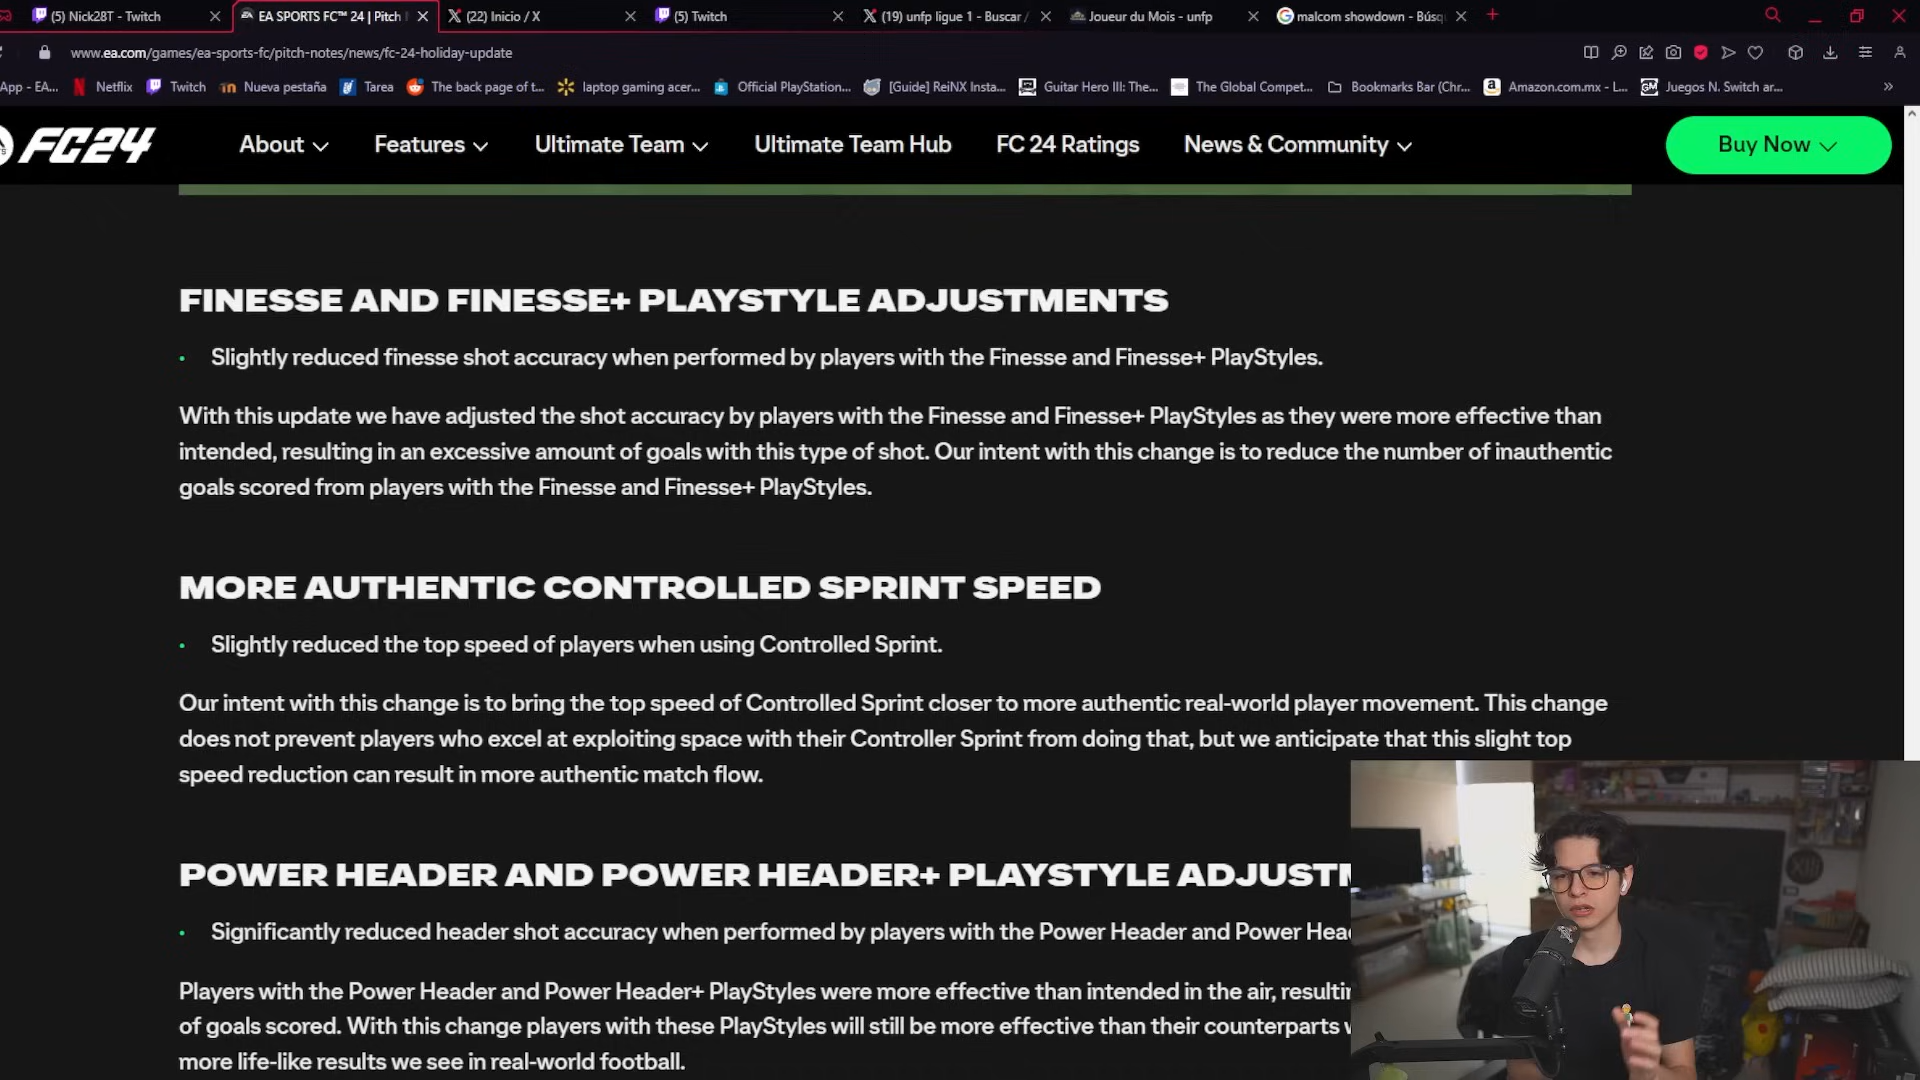 (5) Nick28T - Twitch
EA SPORTS FC™ 24 | Pitch
(22) Inicio / X
(5) Twitch
(19) unfp ligue 1 - Buscar /
Joueur du Mois - unfp
malcom showdown - Búsq
www.ea.com/games/ea-sports-fc/pitch-notes/news/fc-24-holiday-update
App - EA...
Netflix
Twitch
Nueva pestaña
Tarea
The back page of t...
laptop gaming acer...
Official PlayStation...
[Guide] ReiNX Insta...
Guitar Hero III: The...
The Global Compet...
Bookmarks Bar (Chr...
Amazon.com.mx - L...
Juegos N. Switch ar...
FC24
About
Features
Ultimate Team
Ultimate Team Hub
FC 24 Ratings
News & Community
Buy Now
FINESSE AND FINESSE+ PLAYSTYLE ADJUSTMENTS
• Slightly reduced finesse shot accuracy when performed by players with the Finesse and Finesse+ PlayStyles.
With this update we have adjusted the shot accuracy by players with the Finesse and Finesse+ PlayStyles as they were more effective than
intended, resulting in an excessive amount of goals with this type of shot. Our intent with this change is to reduce the number of inauthentic
goals scored from players with the Finesse and Finesse+ PlayStyles.
MORE AUTHENTIC CONTROLLED SPRINT SPEED
• Slightly reduced the top speed of players when using Controlled Sprint.
Our intent with this change is to bring the top speed of Controlled Sprint closer to more authentic real-world player movement. This change
does not prevent players who excel at exploiting space with their Controller Sprint from doing that, but we anticipate that this slight top
speed reduction can result in more authentic match flow.
POWER HEADER AND POWER HEADER+ PLAYSTYLE ADJUSTM
• Significantly reduced header shot accuracy when performed by players with the Power Header and Power Hea
Players with the Power Header and Power Header+ PlayStyles were more effective than intended in the air, resultin
of goals scored. With this change players with these PlayStyles will still be more effective than their counterparts w
more life-like results we see in real-world football.